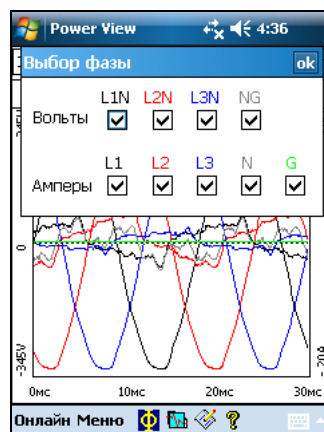 Power View 4:36
Выбор фазы ok
L1N L2N L3N NG
Вольты
L1 L2 L3 N G
Амперы
0
-345V
-20A
0мс 10мс 20мс 30мс
Онлайн Меню